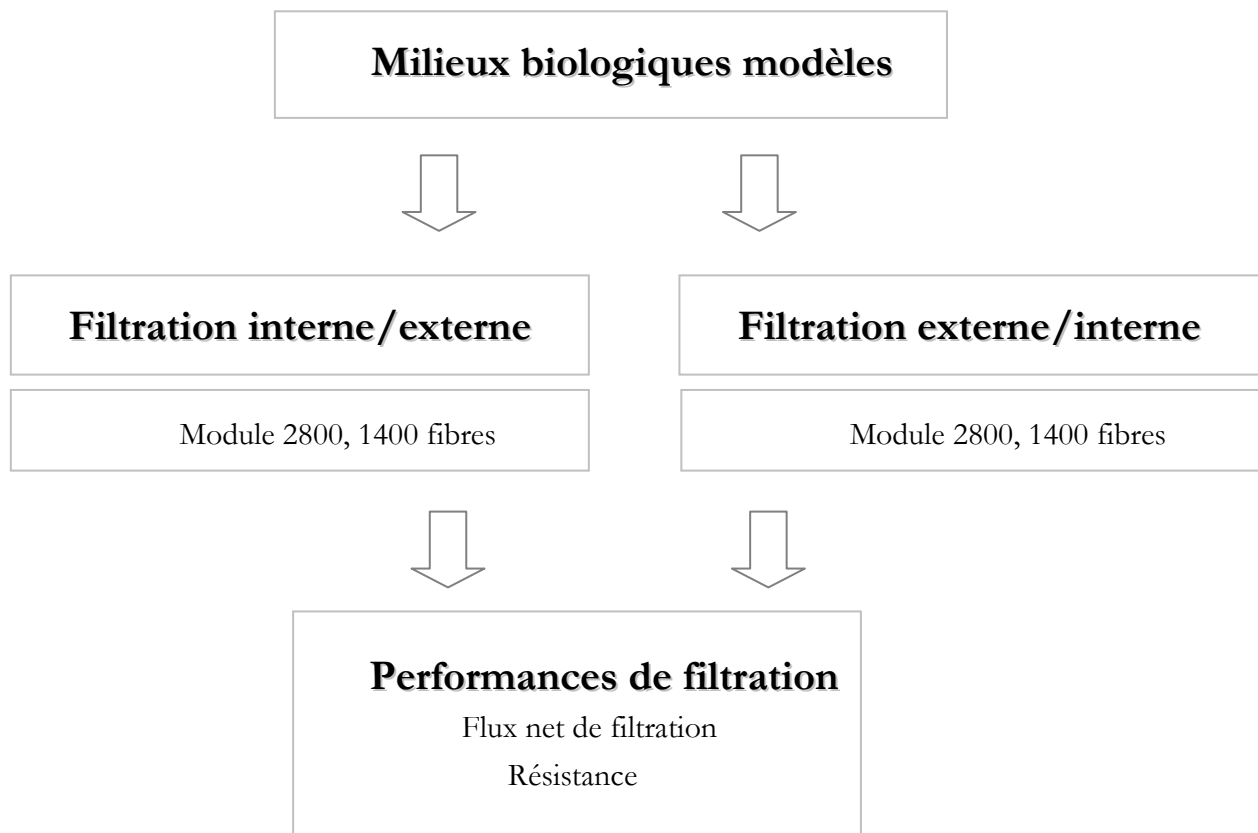 Milieux biologiques modèles
Filtration interne/externe
Filtration externe/interne
Module 2800, 1400 fibres
Module 2800, 1400 fibres
Performances de filtration
Flux net de filtration
Résistance